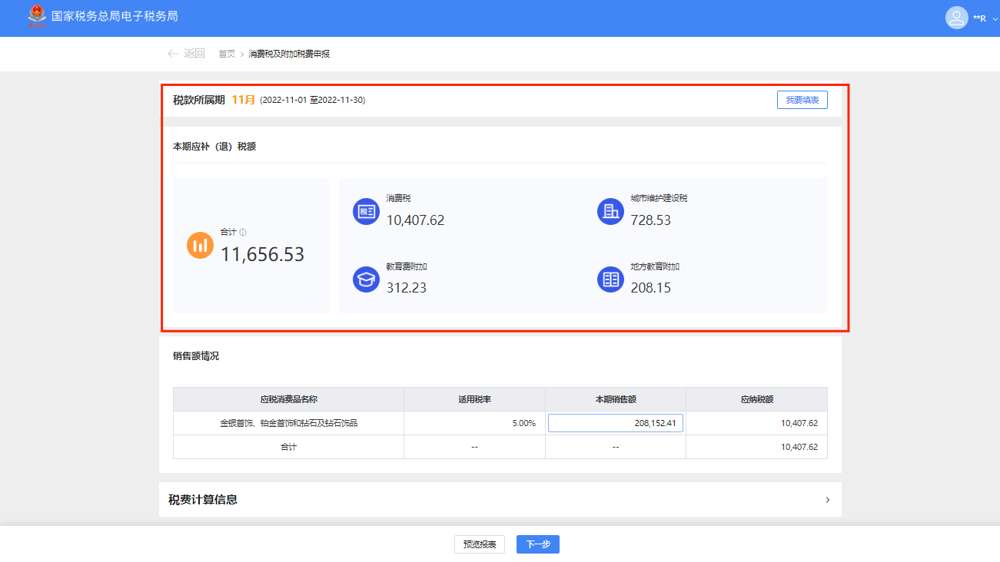 国家税务总局电子税务局
**R
返回 首页 > 消费税及附加税费申报
税款所属期 11月 (2022-11-01 至2022-11-30) 我要填表
本期应补（退）税额
合计
11,656.53
消费税
10,407.62
城市维护建设税
728.53
教育费附加
312.23
地方教育附加
208.15
销售额情况
应税消费品名称 适用税率 本期销售额 应纳税额
金银首饰、铂金首饰和钻石及钻石饰品 5.00% 208,152.41 10,407.62
合计 -- -- 10,407.62
税费计算信息
预览报表 下一步